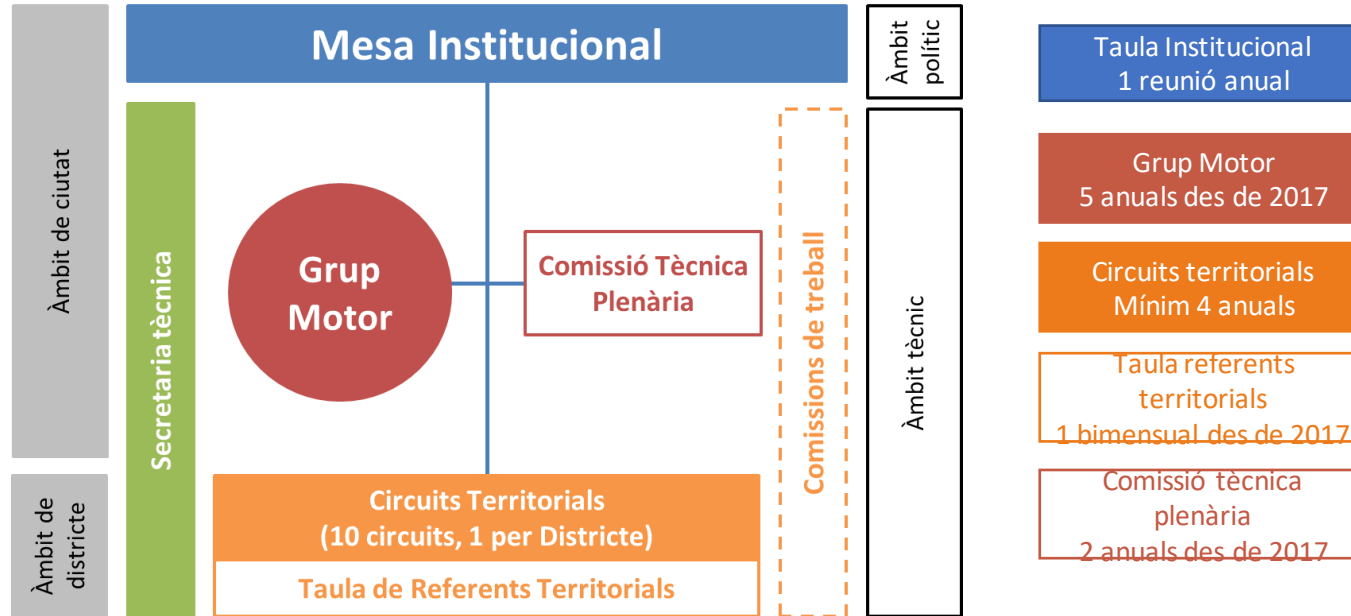 Mesa Institucional
Àmbit
polític
Àmbit de ciutat
Secretaria tècnica
Grup
Motor
Comissió Tècnica
Plenària
Comissions de treball
Àmbit tècnic
Àmbit de
districte
Circuits Territorials
(10 circuits, 1 per Districte)
Taula de Referents Territorials
Taula Institucional
1 reunió anual
Grup Motor
5 anuals des de 2017
Circuits territorials
Mínim 4 anuals
Taula referents
territorials
1 bimensual des de 2017
Comissió tècnica
plenària
2 anuals des de 2017